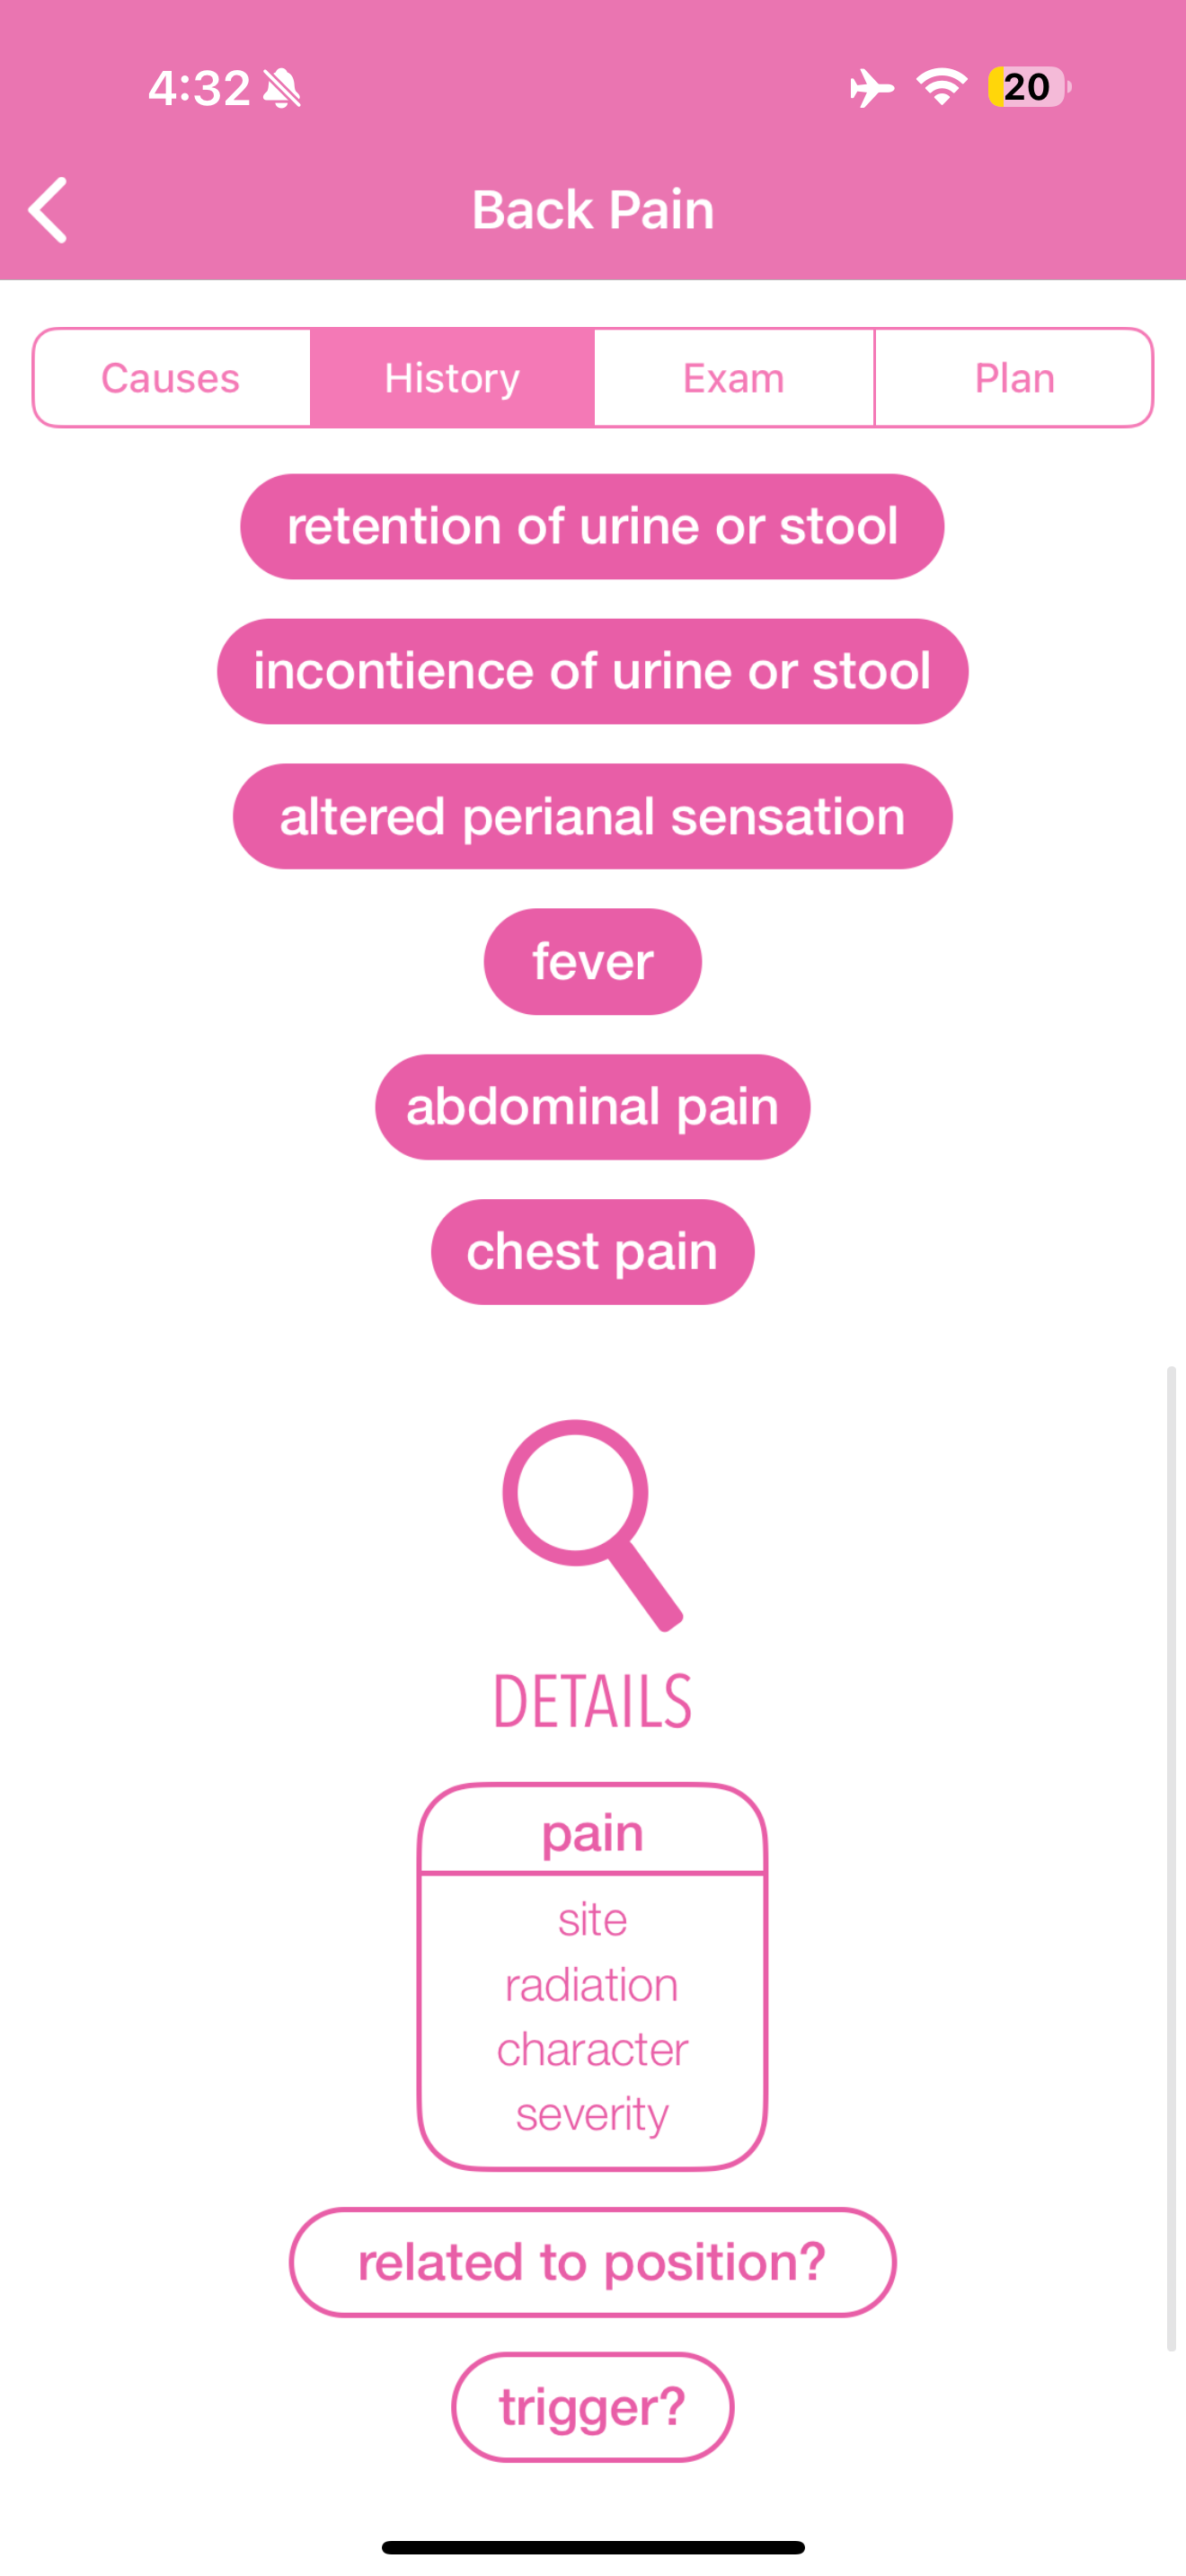 4:32
20
Back Pain
Causes
History
Exam
Plan
retention of urine or stool
incontience of urine or stool
altered perianal sensation
fever
abdominal pain
chest pain
DETAILS
pain
site
radiation
character
severity
related to position?
trigger?